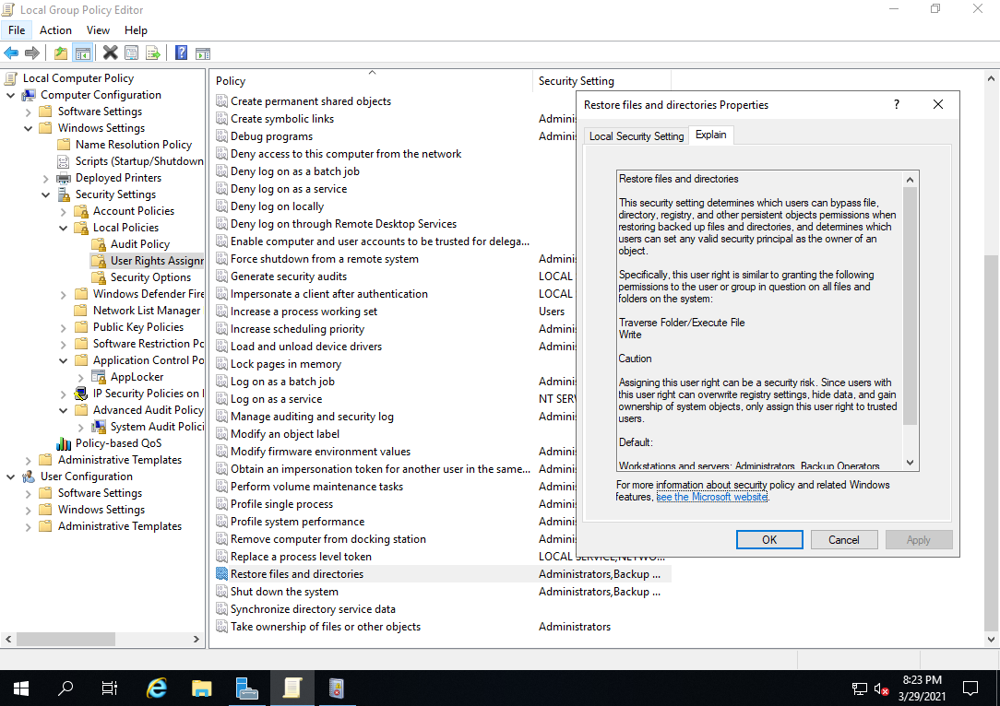 Local Group Policy Editor
File Action View Help
Local Computer Policy
Computer Configuration
Software Settings
Windows Settings
Name Resolution Policy
Scripts (Startup/Shutdown
Deployed Printers
Security Settings
Account Policies
Local Policies
Audit Policy
User Rights Assignr
Security Options
Windows Defender Fire
Network List Manager
Public Key Policies
Software Restriction Po
Application Control Po
AppLocker
IP Security Policies on
Advanced Audit Policy
System Audit Polici
Policy-based QoS
Administrative Templates
User Configuration
Software Settings
Windows Settings
Administrative Templates
Policy Security Setting
Create permanent shared objects
Create symbolic links Admini
Debug programs Admini
Deny access to this computer from the network
Deny log on as a batch job
Deny log on as a service
Deny log on locally
Deny log on through Remote Desktop Services
Enable computer and user accounts to be trusted for delega...
Force shutdown from a remote system Admini
Generate security audits LOCAL
Impersonate a client after authentication LOCAL
Increase a process working set Users
Increase scheduling priority Admini
Load and unload device drivers Admini
Lock pages in memory
Log on as a batch job Admini
Log on as a service NT SERV
Manage auditing and security log Admini
Modify an object label
Modify firmware environment values Admini
Obtain an impersonation token for another user in the same... Admini
Perform volume maintenance tasks Admini
Profile single process Admini
Profile system performance Admini
Remove computer from docking station Admini
Replace a process level token LOCAL SERVICE,NETWO...
Restore files and directories Administrators,Backup ...
Shut down the system Administrators,Backup ...
Synchronize directory service data
Take ownership of files or other objects Administrators
Restore files and directories Properties ?
Local Security Setting Explain
Restore files and directories
This security setting determines which users can bypass file,
directory, registry, and other persistent objects permissions when
restoring backed up files and directories, and determines which
users can set any valid security principal as the owner of an
object.
Specifically, this user right is similar to granting the following
permissions to the user or group in question on all files and
folders on the system:
Traverse Folder/Execute File
Write
Caution
Assigning this user right can be a security risk. Since users with
this user right can overwrite registry settings, hide data, and gain
ownership of system objects, only assign this user right to trusted
users.
Default:
Workstations and servers: Administrators, Backup Operators
For more information about security policy and related Windows
features, see the Microsoft website.
OK Cancel Apply
8:23 PM
3/29/2021